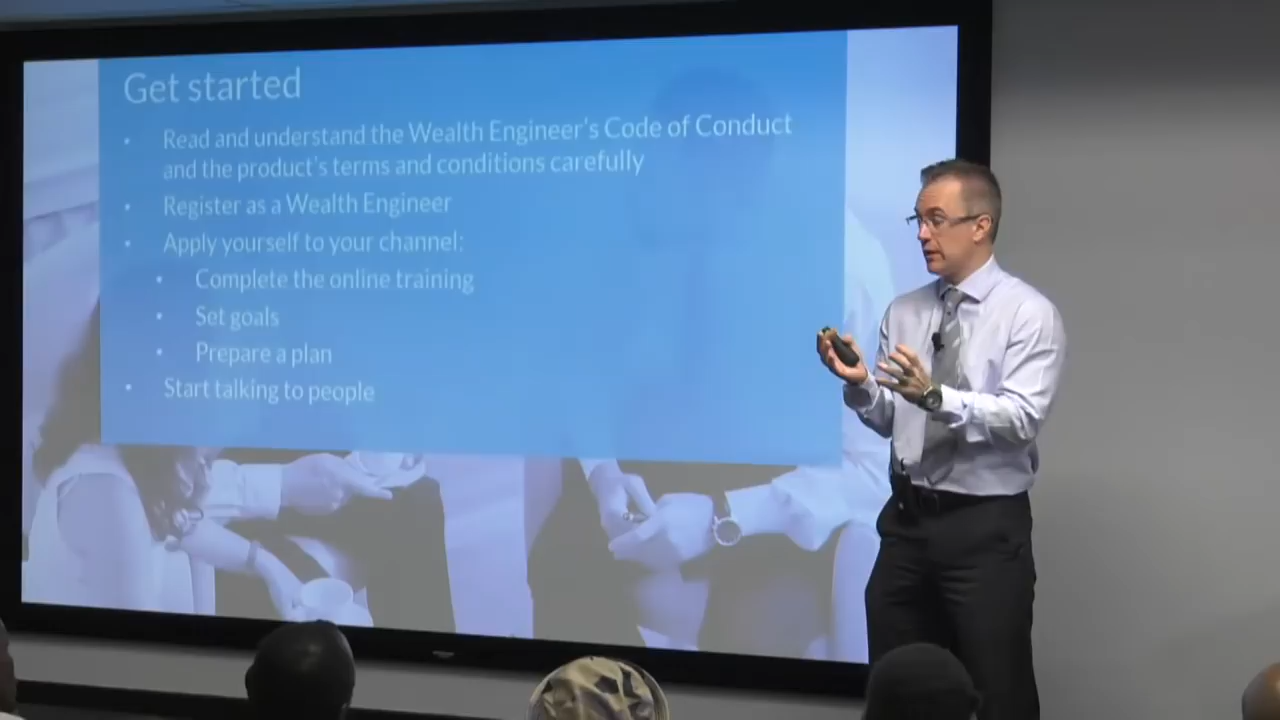 Get started
• Read and understand the Wealth Engineer's Code of Conduct
and the product's terms and conditions carefully
• Register as a Wealth Engineer
• Apply yourself to your channel:
• Complete the online training
• Set goals
• Prepare a plan
• Start talking to people